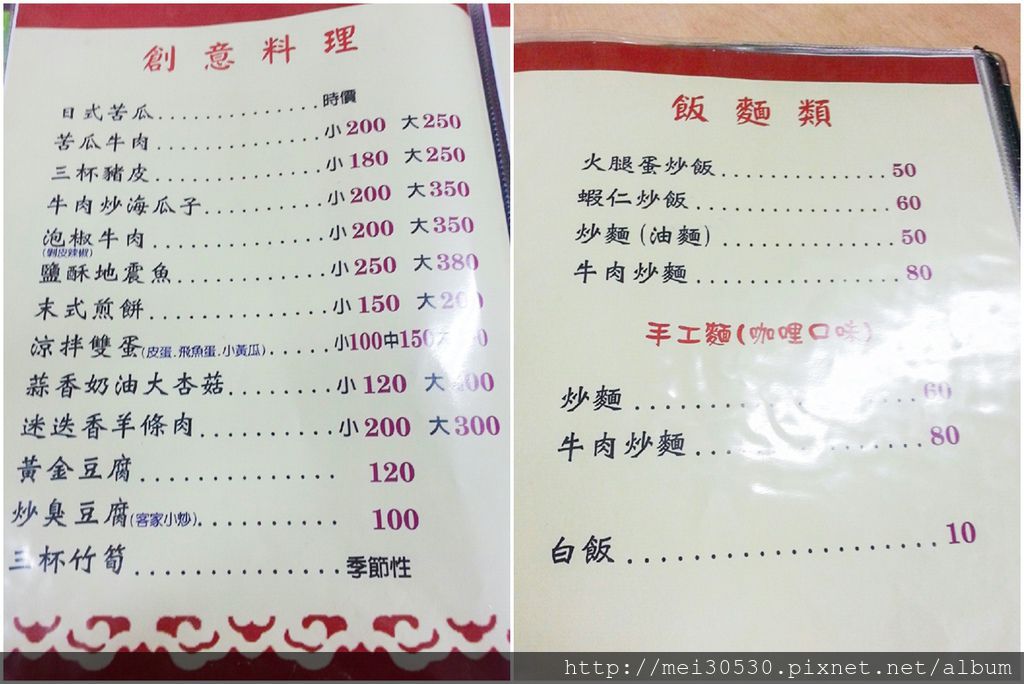 創意料理
日式苦瓜..................時價
苦瓜牛肉..................小200 大250
三杯豬皮..................小180 大250
牛肉炒海瓜子.............小200 大350
泡椒牛肉..................小200 大350
(剝皮辣椒)
鹽酥地震魚...............小250 大380
末式煎餅..................小150 大200
涼拌雙蛋(皮蛋.飛魚蛋.小黃瓜)......小100中150
蒜香奶油大杏菇.........小120 大
迷迭香羊條肉............小200 大300
黃金豆腐..................120
炒臭豆腐(客家小炒)...........100
三杯竹筍..................季節性
飯麵類
火腿蛋炒飯...............50
蝦仁炒飯..................60
炒麵(油麵)...............50
牛肉炒麵..................80
手工麵(咖哩口味)
炒麵.......................60
牛肉炒麵..................80
白飯.......................10
http://mei30530.pixnet.net/album